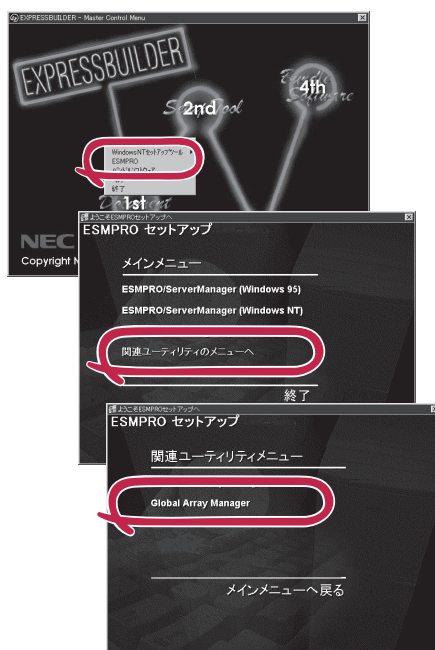 EXPRESSBUILDER - Master Control Menu
EXPRESSBUILDER
4th
2nd
WindowsNTセットアップツール
ESMPRO
終了
1st
NEC
Copyright N
ようこそESMPROセットアップへ
ESMPRO セットアップ
メインメニュー
ESMPRO/ServerManager (Windows 95)
ESMPRO/ServerManager (Windows NT)
関連ユーティリティのメニューへ
終了
ようこそESMPROセットアップへ
ESMPRO セットアップ
関連ユーティリティメニュー
Global Array Manager
メインメニューへ戻る